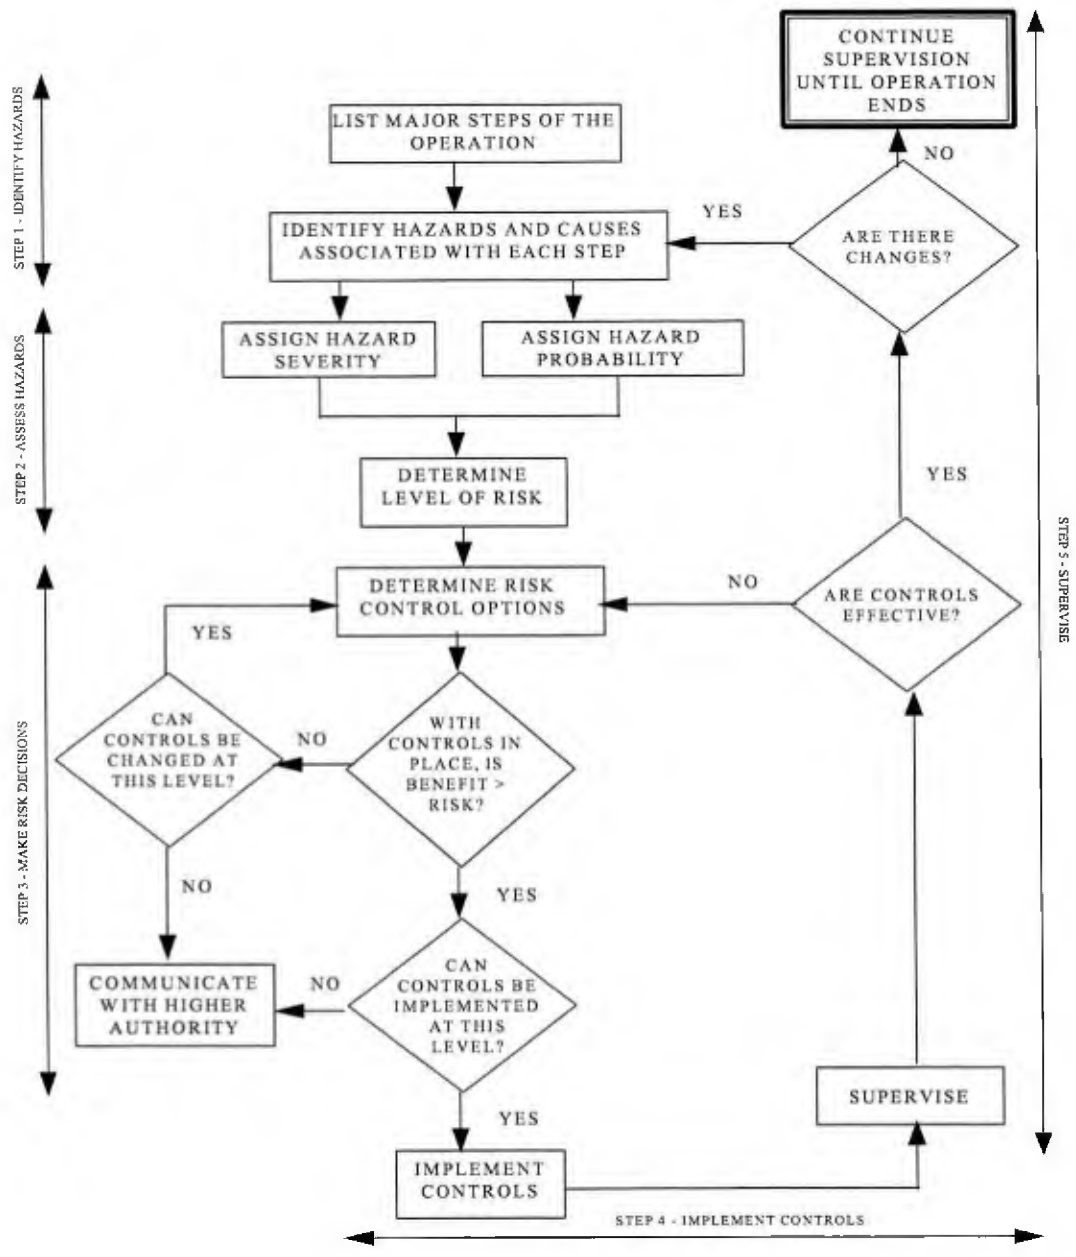 CONTINUE
SUPERVISION
UNTIL OPERATION
ENDS
NO
STEP 1 - IDENTIFY HAZARDS
LIST MAJOR STEPS OF THE
OPERATION
YES
IDENTIFY HAZARDS AND CAUSES
ASSOCIATED WITH EACH STEP
ARE THERE
CHANGES?
STEP 2 - ASSESS HAZARDS
ASSIGN HAZARD
SEVERITY
ASSIGN HAZARD
PROBABILITY
DETERMINE
LEVEL OF RISK
YES
STEP 5 - SUPERVISE
DETERMINE RISK
CONTROL OPTIONS
NO
ARE CONTROLS
EFFECTIVE?
YES
STEP 3 - MAKE RISK DECISIONS
CAN
CONTROLS BE
CHANGED AT
THIS LEVEL?
NO
WITH
CONTROLS IN
PLACE, IS
BENEFIT >
RISK?
NO
YES
COMMUNICATE
WITH HIGHER
AUTHORITY
NO
CAN
CONTROLS BE
IMPLEMENTED
AT THIS
LEVEL?
SUPERVISE
YES
IMPLEMENT
CONTROLS
STEP 4 - IMPLEMENT CONTROLS